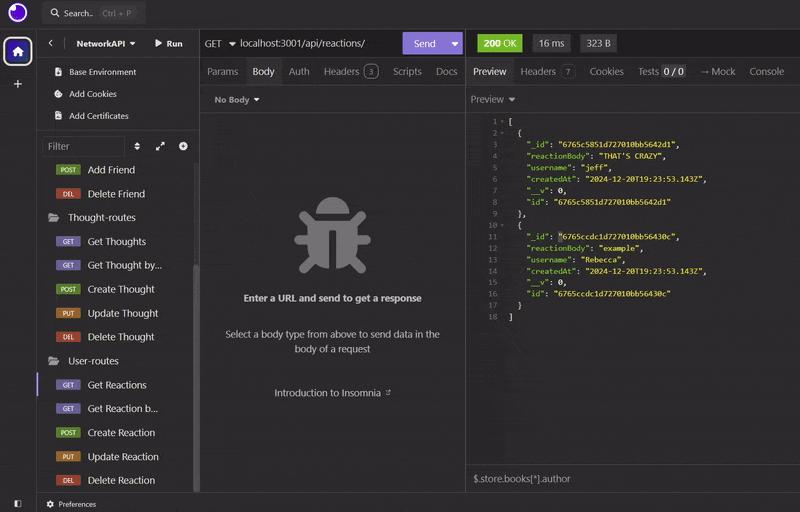 Search.. Ctrl + P
NetworkAPI Run
Base Environment
Add Cookies
Add Certificates
Filter
POST Add Friend
DEL Delete Friend
Thought-routes
GET Get Thoughts
GET Get Thought by...
POST Create Thought
PUT Update Thought
DEL Delete Thought
User-routes
GET Get Reactions
GET Get Reaction b...
POST Create Reaction
PUT Update Reaction
DEL Delete Reaction
Preferences
GET localhost:3001/api/reactions/ Send
Params Body Auth Headers 3 Scripts Docs
No Body
Enter a URL and send to get a response
Select a body type from above to send data in the
body of a request
Introduction to Insomnia
200 OK 16 ms 323 B
Preview Headers 7 Cookies Tests 0 / 0 → Mock Console
Preview
1 [
2 {
3 "_id": "6765c5851d727010bb5642d1",
4 "reactionBody": "THAT'S CRAZY",
5 "username": "jeff",
6 "createdAt": "2024-12-20T19:23:53.143Z",
7 "__v": 0,
8 "id": "6765c5851d727010bb5642d1"
9 },
10 {
11 "_id": "6765ccdc1d727010bb56430c",
12 "reactionBody": "example",
13 "username": "Rebecca",
14 "createdAt": "2024-12-20T19:23:53.143Z",
15 "__v": 0,
16 "id": "6765ccdc1d727010bb56430c"
17 }
18 ]
$.store.books[*].author